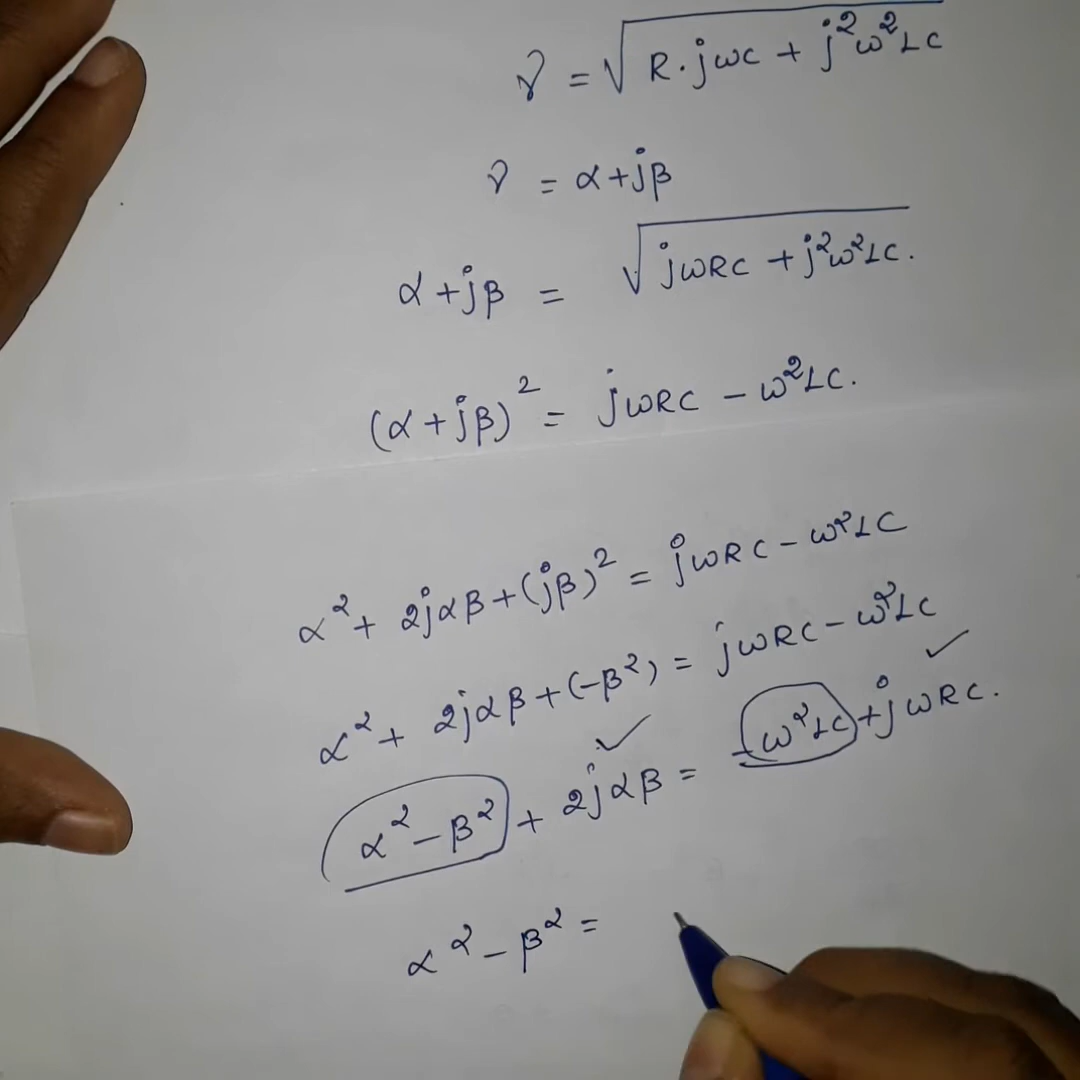 γ = √(R.jωC + j²ω²LC)
γ = α+jβ
α+jβ = √(jωRC + j²ω²LC).
(α+jβ)² = jωRC - ω²LC.
α² + 2jαβ + (jβ)² = jωRC - ω²LC
α² + 2jαβ + (-β²) = jωRC - ω²LC
α² - β² + 2jαβ = -ω²LC + jωRC.
α² - β² =